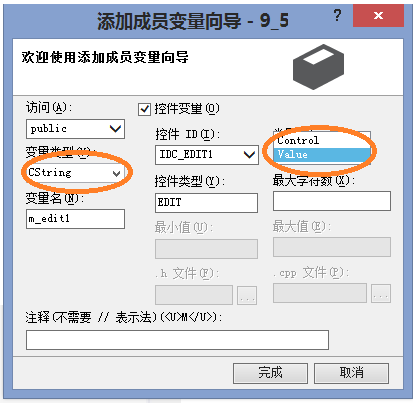 添加成员变量向导 - 9_5
? x
欢迎使用添加成员变量向导
访问(A):
控件变量(O)
public
控件 ID(I):
变量类型(V):
IDC_EDIT1
Control
Value
CString
控件类型(Y):
最大字符数(X):
变量名(N):
EDIT
m_edit1
最小值(U):
最大值(E):
.h 文件(F):
.cpp 文件(P):
...
...
注释(不需要 // 表示法)(<U>M</U>):
完成
取消